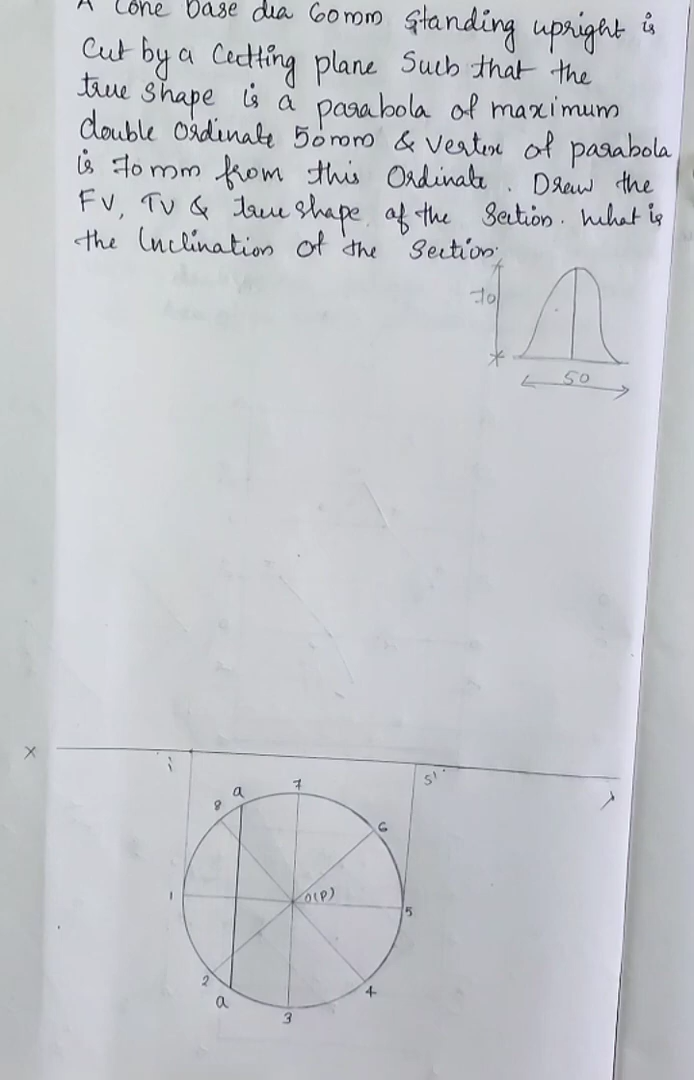 A Cone base dia 60mm standing upright is
Cut by a Cutting plane Such that the
true shape is a parabola of maximum
double Ordinate 50mm & vertex of parabola
is 70mm from this Ordinate. Draw the
FV, TV & true shape of the Section. What is
the Inclination of the Section.
70
50
X
1'
5'
y
8
a
7
6
1
O(P)
5
2
a
3
4